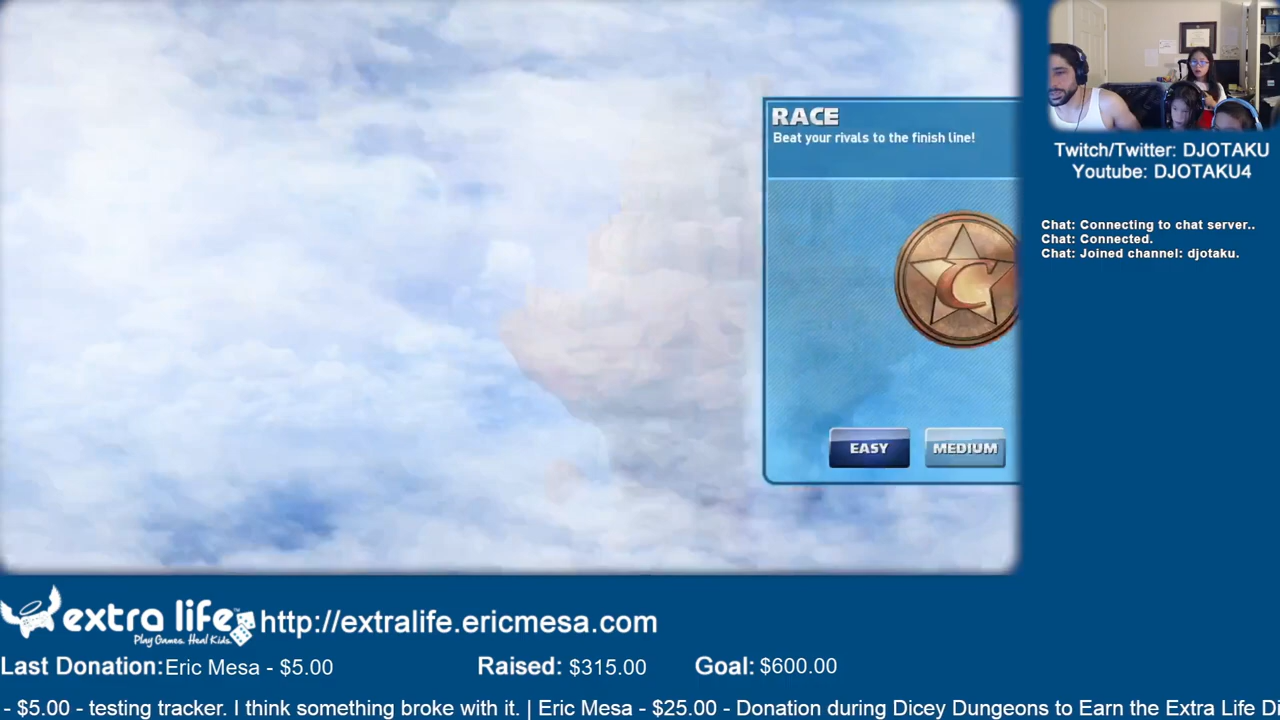 RACE
Beat your rivals to the finish line!
C
EASY
MEDIUM
Twitch/Twitter: DJOTAKU
Youtube: DJOTAKU4
Chat: Connecting to chat server..
Chat: Connected.
Chat: Joined channel: djotaku.
extra life™
Play Games. Heal Kids.
http://extralife.ericmesa.com
Last Donation: Eric Mesa - $5.00
Raised: $315.00
Goal: $600.00
- $5.00 - testing tracker. I think something broke with it. | Eric Mesa - $25.00 - Donation during Dicey Dungeons to Earn the Extra Life Di